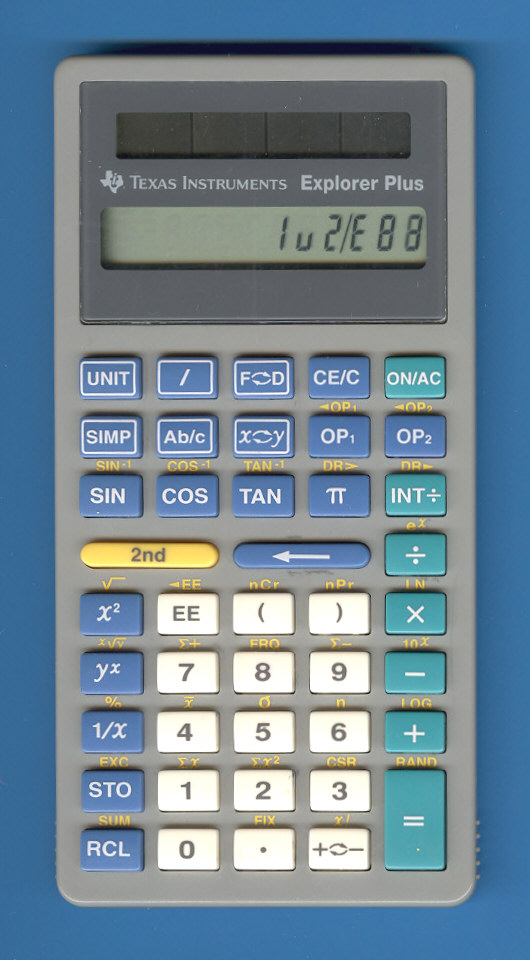 TEXAS INSTRUMENTS Explorer Plus
1u2/E88
UNIT / F⇄D CE/C ON/AC
◄OP₁ ◄OP₂
SIMP Ab/c x⇄y OP₁ OP₂
SIN⁻¹ COS⁻¹ TAN⁻¹ DR> DR►
SIN COS TAN π INT÷
eˣ
2nd ← ÷
√ ◄EE nCr nPr LN
x² EE ( ) ×
ˣ√y Σ+ FRQ Σ− 10ˣ
yˣ 7 8 9 −
% x̄ n LOG
1/x 4 5 6 +
EXC Σx Σx² CSR RAND
STO 1 2 3
SUM FIX x!
RCL 0 . +⇄− =